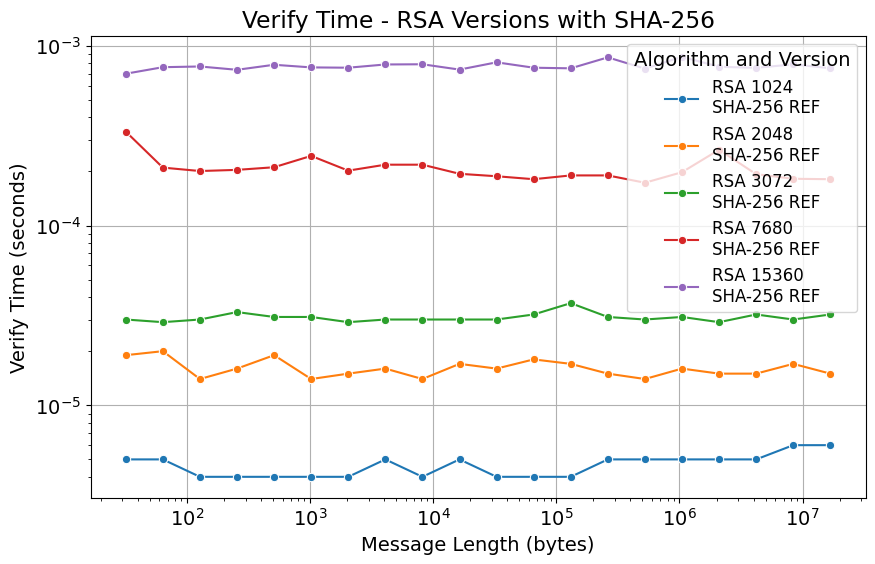 Verify Time - RSA Versions with SHA-256
Verify Time (seconds)
10⁻³
10⁻⁴
10⁻⁵
Algorithm and Version
RSA 1024
SHA-256 REF
RSA 2048
SHA-256 REF
RSA 3072
SHA-256 REF
RSA 7680
SHA-256 REF
RSA 15360
SHA-256 REF
10² 10³ 10⁴ 10⁵ 10⁶ 10⁷
Message Length (bytes)